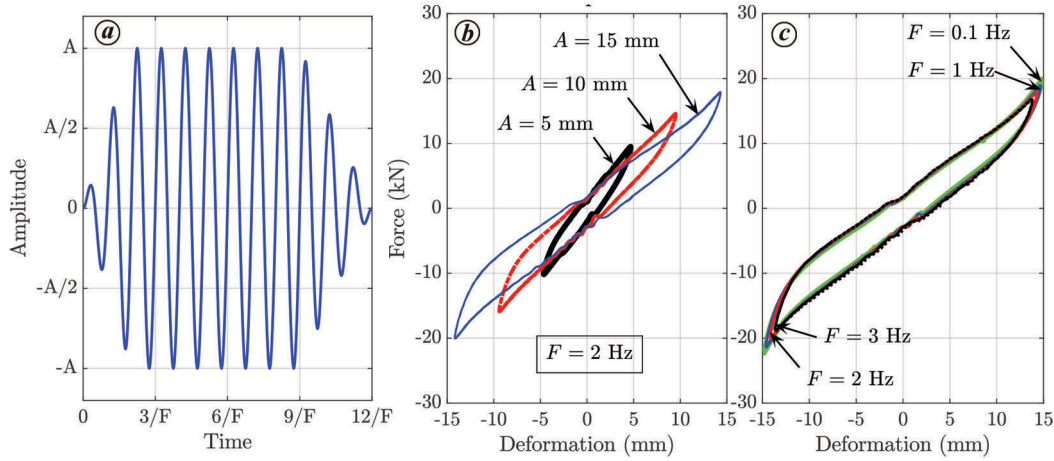 a
A
A/2
0
-A/2
-A
Amplitude
0
3/F
6/F
9/F
12/F
Time
b
30
20
10
0
-10
-20
-30
Force (kN)
A = 15 mm
A = 10 mm
A = 5 mm
F = 2 Hz
-15
-10
-5
0
5
10
15
Deformation (mm)
c
30
20
10
0
-10
-20
-30
F = 0.1 Hz
F = 1 Hz
F = 3 Hz
F = 2 Hz
-15
-10
-5
0
5
10
15
Deformation (mm)